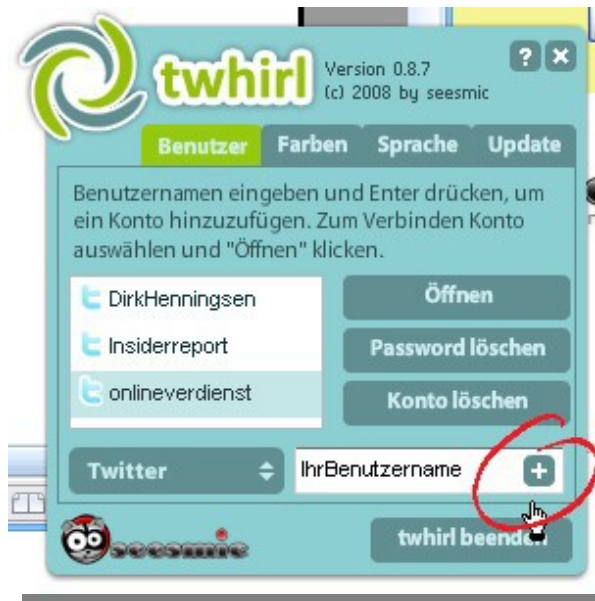 twhirl
Version 0.8.7
(c) 2008 by seesmic
?
Benutzer Farben Sprache Update
Benutzernamen eingeben und Enter drücken, um
ein Konto hinzuzufügen. Zum Verbinden Konto
auswählen und "Öffnen" klicken.
DirkHenningsen
Öffnen
Insiderreport
Password löschen
onlineverdienst
Konto löschen
Twitter
IhrBenutzername
+
seesmic
twhirl beenden